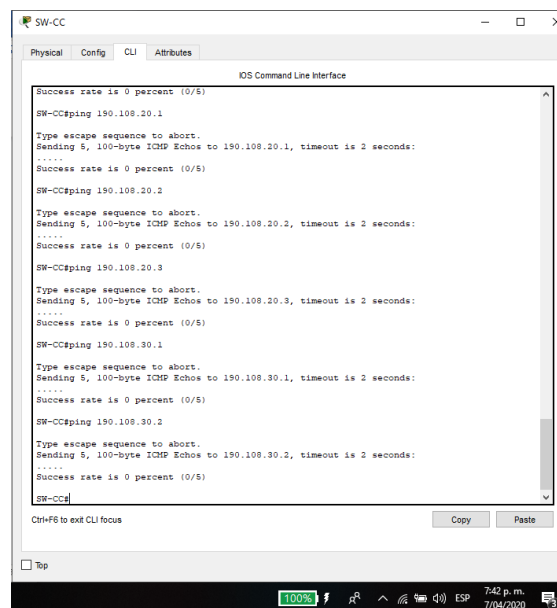 SW-CC
Physical Config CLI Attributes
IOS Command Line Interface
Success rate is 0 percent (0/5)
SW-CC#ping 190.108.20.1
Type escape sequence to abort.
Sending 5, 100-byte ICMP Echos to 190.108.20.1, timeout is 2 seconds:
.....
Success rate is 0 percent (0/5)
SW-CC#ping 190.108.20.2
Type escape sequence to abort.
Sending 5, 100-byte ICMP Echos to 190.108.20.2, timeout is 2 seconds:
.....
Success rate is 0 percent (0/5)
SW-CC#ping 190.108.20.3
Type escape sequence to abort.
Sending 5, 100-byte ICMP Echos to 190.108.20.3, timeout is 2 seconds:
.....
Success rate is 0 percent (0/5)
SW-CC#ping 190.108.30.1
Type escape sequence to abort.
Sending 5, 100-byte ICMP Echos to 190.108.30.1, timeout is 2 seconds:
.....
Success rate is 0 percent (0/5)
SW-CC#ping 190.108.30.2
Type escape sequence to abort.
Sending 5, 100-byte ICMP Echos to 190.108.30.2, timeout is 2 seconds:
.....
Success rate is 0 percent (0/5)
SW-CC#
Ctrl+F6 to exit CLI focus
Copy Paste
Top
100% ESP 7:42 p. m.
7/04/2020